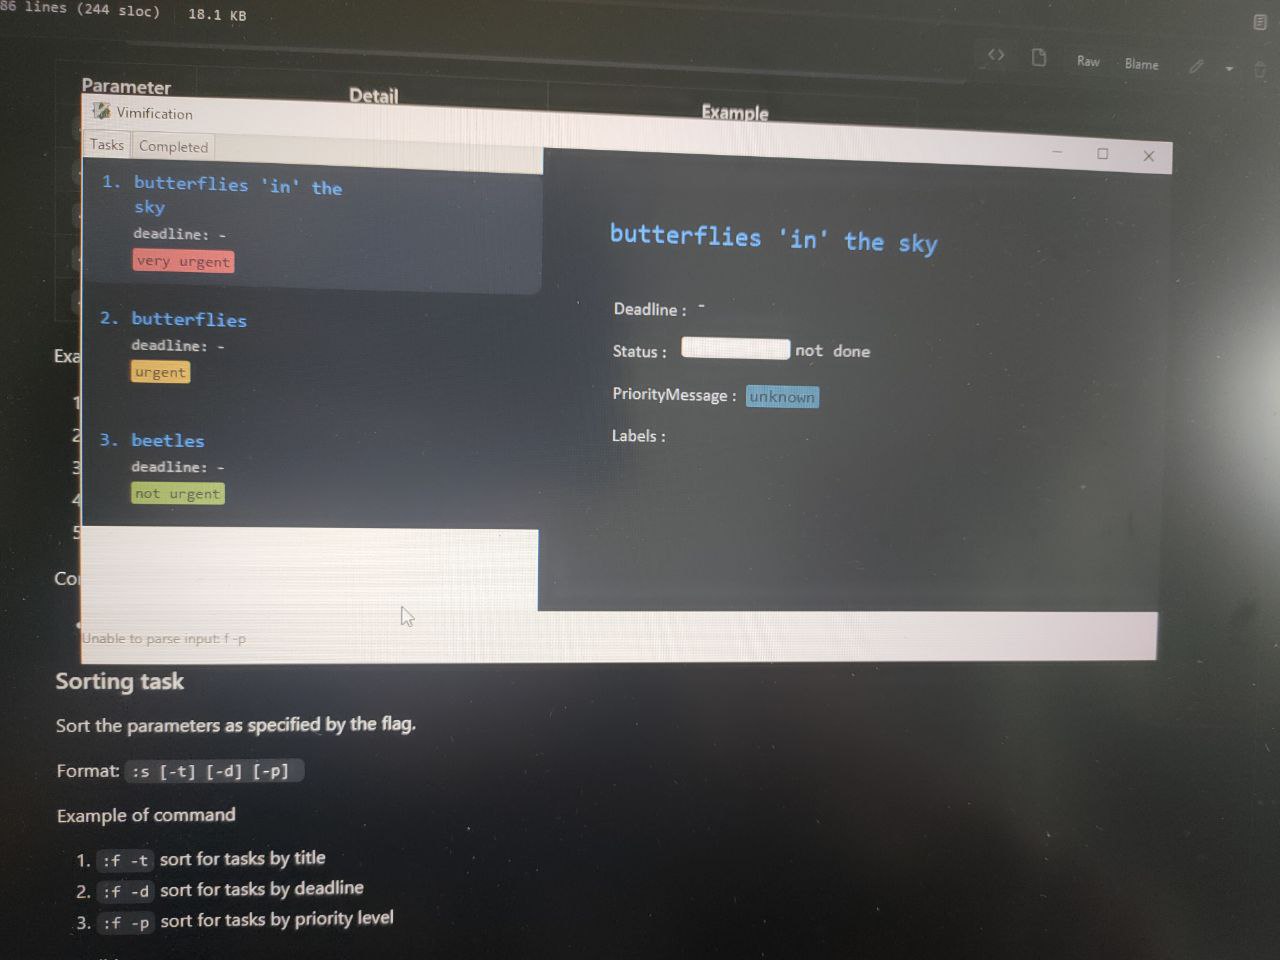 86 lines (244 sloc) 18.1 KB
Raw Blame
Parameter Detail Example
Vimification
Tasks Completed
1. butterflies 'in' the
sky
deadline: -
very urgent
2. butterflies
deadline: -
urgent
3. beetles
deadline: -
not urgent
butterflies 'in' the sky
Deadline : -
Status : not done
PriorityMessage : unknown
Labels :
Exa
1
2
3
4
5
Co
Unable to parse input: f -p
Sorting task
Sort the parameters as specified by the flag.
Format: :s [-t] [-d] [-p]
Example of command
1. :f -t sort for tasks by title
2. :f -d sort for tasks by deadline
3. :f -p sort for tasks by priority level